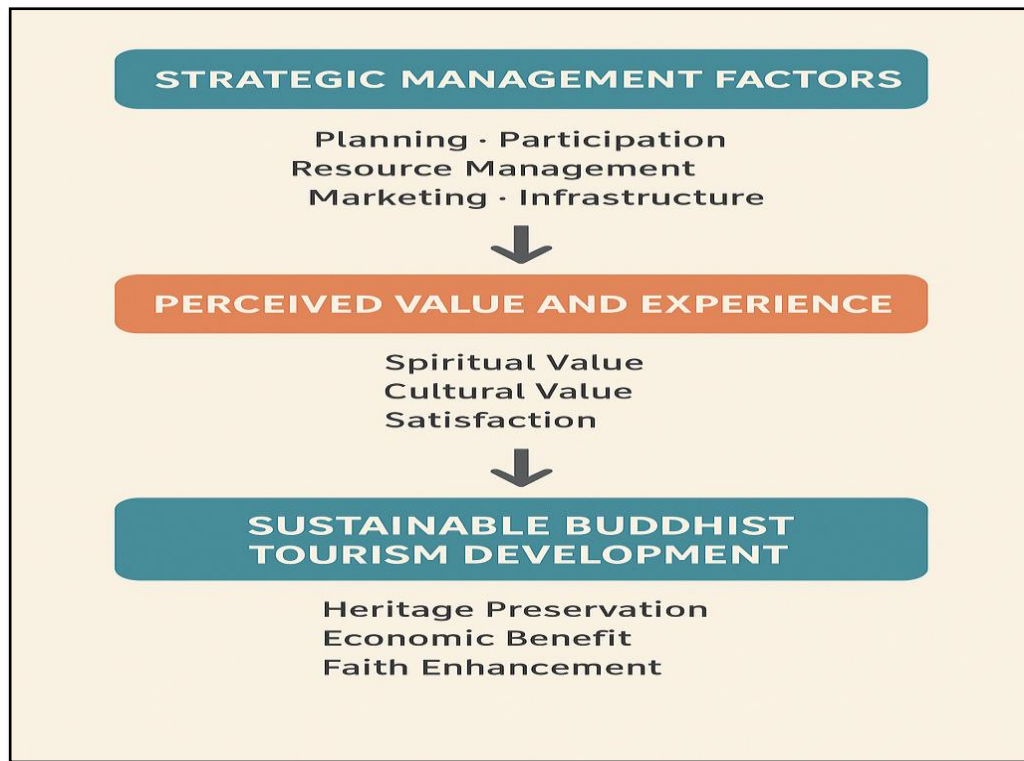 STRATEGIC MANAGEMENT FACTORS
Planning · Participation
Resource Management
Marketing · Infrastructure
PERCEIVED VALUE AND EXPERIENCE
Spiritual Value
Cultural Value
Satisfaction
SUSTAINABLE BUDDHIST
TOURISM DEVELOPMENT
Heritage Preservation
Economic Benefit
Faith Enhancement